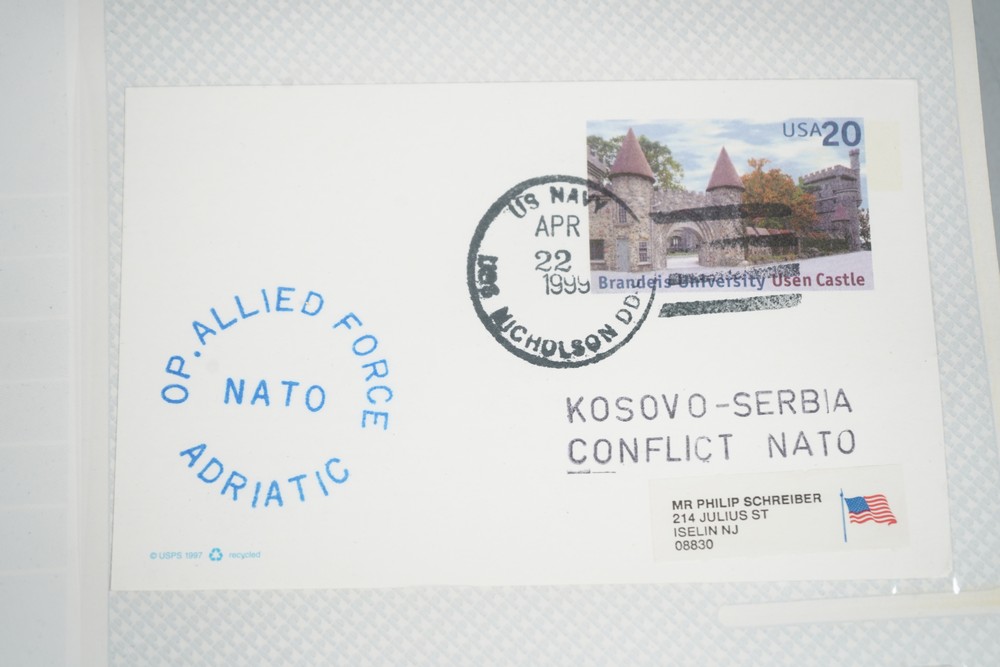 USA20
Brandeis University Usen Castle
US NAVY
APR
22
1999
USS NICHOLSON DD-
OP. ALLIED FORCE
NATO
ADRIATIC
KOSOVO-SERBIA
CONFLICT NATO
MR PHILIP SCHREIBER
214 JULIUS ST
ISELIN NJ
08830
© USPS 1997 recycled